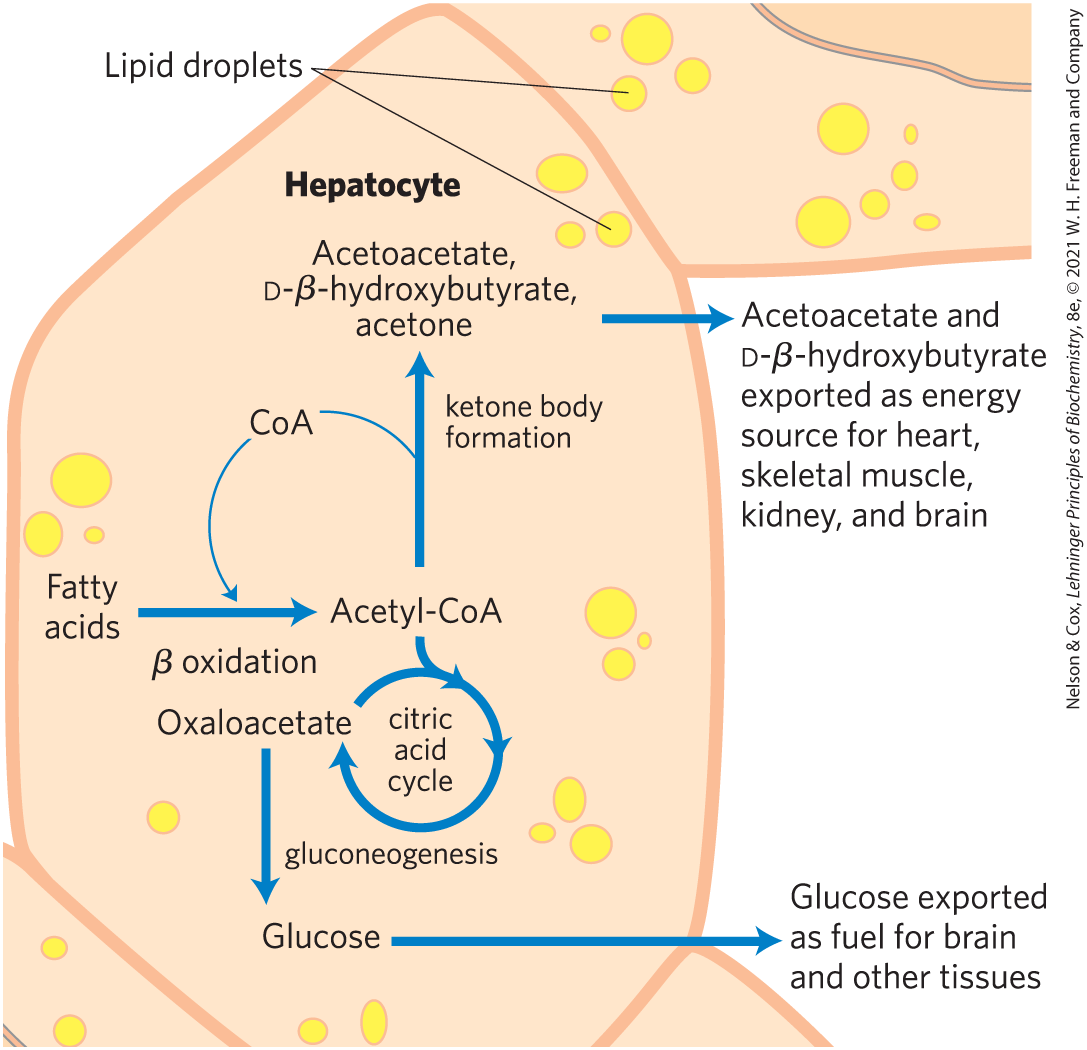 Lipid droplets
Hepatocyte
Acetoacetate,
D-β-hydroxybutyrate,
acetone
Acetoacetate and
D-β-hydroxybutyrate
exported as energy
source for heart,
skeletal muscle,
kidney, and brain
CoA
ketone body
formation
Fatty
acids
Acetyl-CoA
β oxidation
Oxaloacetate
citric
acid
cycle
gluconeogenesis
Glucose
Glucose exported
as fuel for brain
and other tissues
Nelson & Cox, Lehninger Principles of Biochemistry, 8e, © 2021 W. H. Freeman and Company